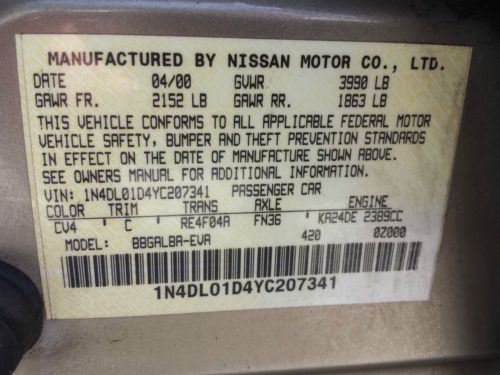 MANUFACTURED BY NISSAN MOTOR CO., LTD.
DATE 04/00 GVWR 3990 LB
GAWR FR. 2152 LB GAWR RR. 1863 LB
THIS VEHICLE CONFORMS TO ALL APPLICABLE FEDERAL MOTOR
VEHICLE SAFETY, BUMPER AND THEFT PREVENTION STANDARDS
IN EFFECT ON THE DATE OF MANUFACTURE SHOWN ABOVE.
SEE OWNERS MANUAL FOR ADDITIONAL INFORMATION.
VIN: 1N4DL01D4YC207341 PASSENGER CAR
COLOR TRIM TRANS AXLE ENGINE
CV4 C RE4F04A FN36 KA24DE 2389CC
MODEL: BBGALBA-EVA 420 0Z000
1N4DL01D4YC207341